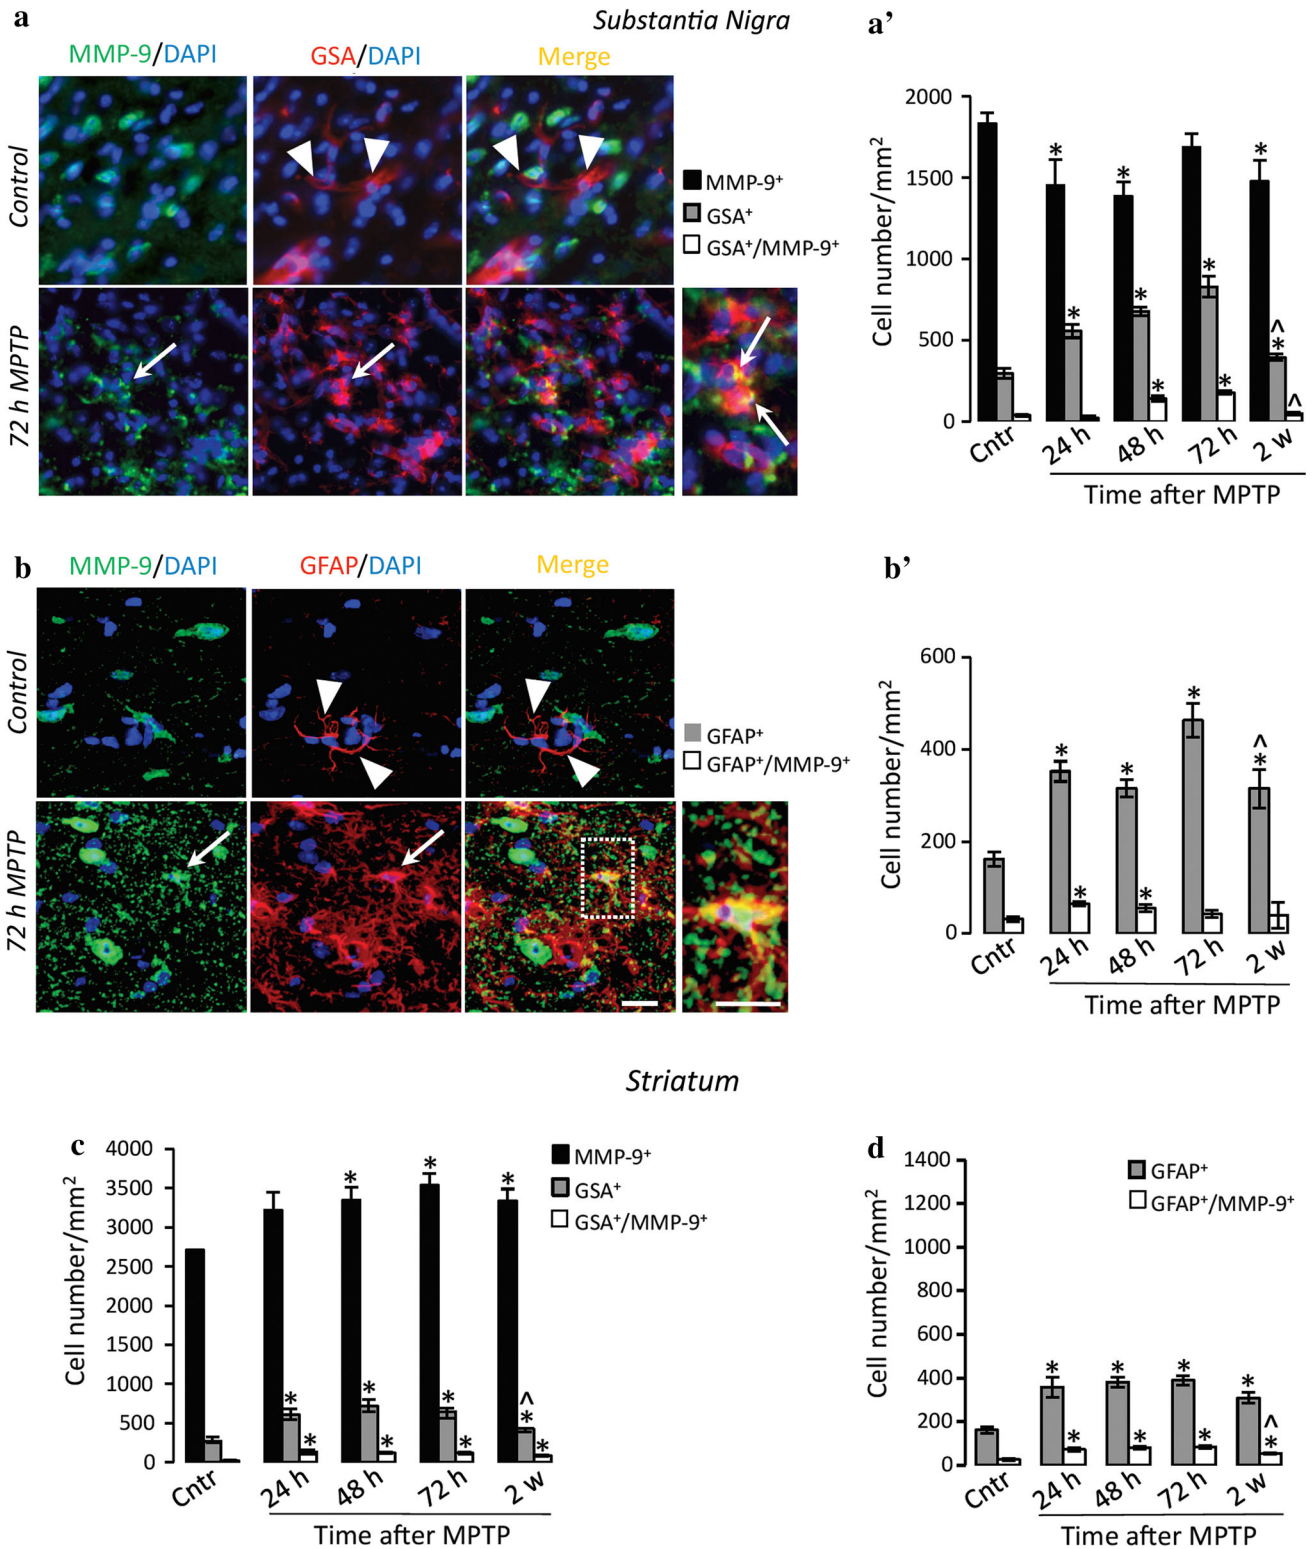 a
Substantia Nigra
a’
MMP-9/DAPI
GSA/DAPI
Merge
Control
72 h MPTP
MMP-9⁺
GSA⁺
GSA⁺/MMP-9⁺
Cell number/mm²
2000
1500
1000
500
0
* * *
* * * ^ *
* * ^
Cntr 24 h 48 h 72 h 2 w
Time after MPTP
b
b’
MMP-9/DAPI
GFAP/DAPI
Merge
Control
72 h MPTP
GFAP⁺
GFAP⁺/MMP-9⁺
Cell number/mm²
600
400
200
0
* * * ^ *
* *
Cntr 24 h 48 h 72 h 2 w
Time after MPTP
Striatum
c
Cell number/mm²
4000
3500
3000
2500
2000
1500
1000
500
0
MMP-9⁺
GSA⁺
GSA⁺/MMP-9⁺
* * *
* * * ^ *
* * * *
Cntr 24 h 48 h 72 h 2 w
Time after MPTP
d
Cell number/mm²
1400
1200
1000
800
600
400
200
0
GFAP⁺
GFAP⁺/MMP-9⁺
* * * *
* * * ^ *
Cntr 24 h 48 h 72 h 2 w
Time after MPTP